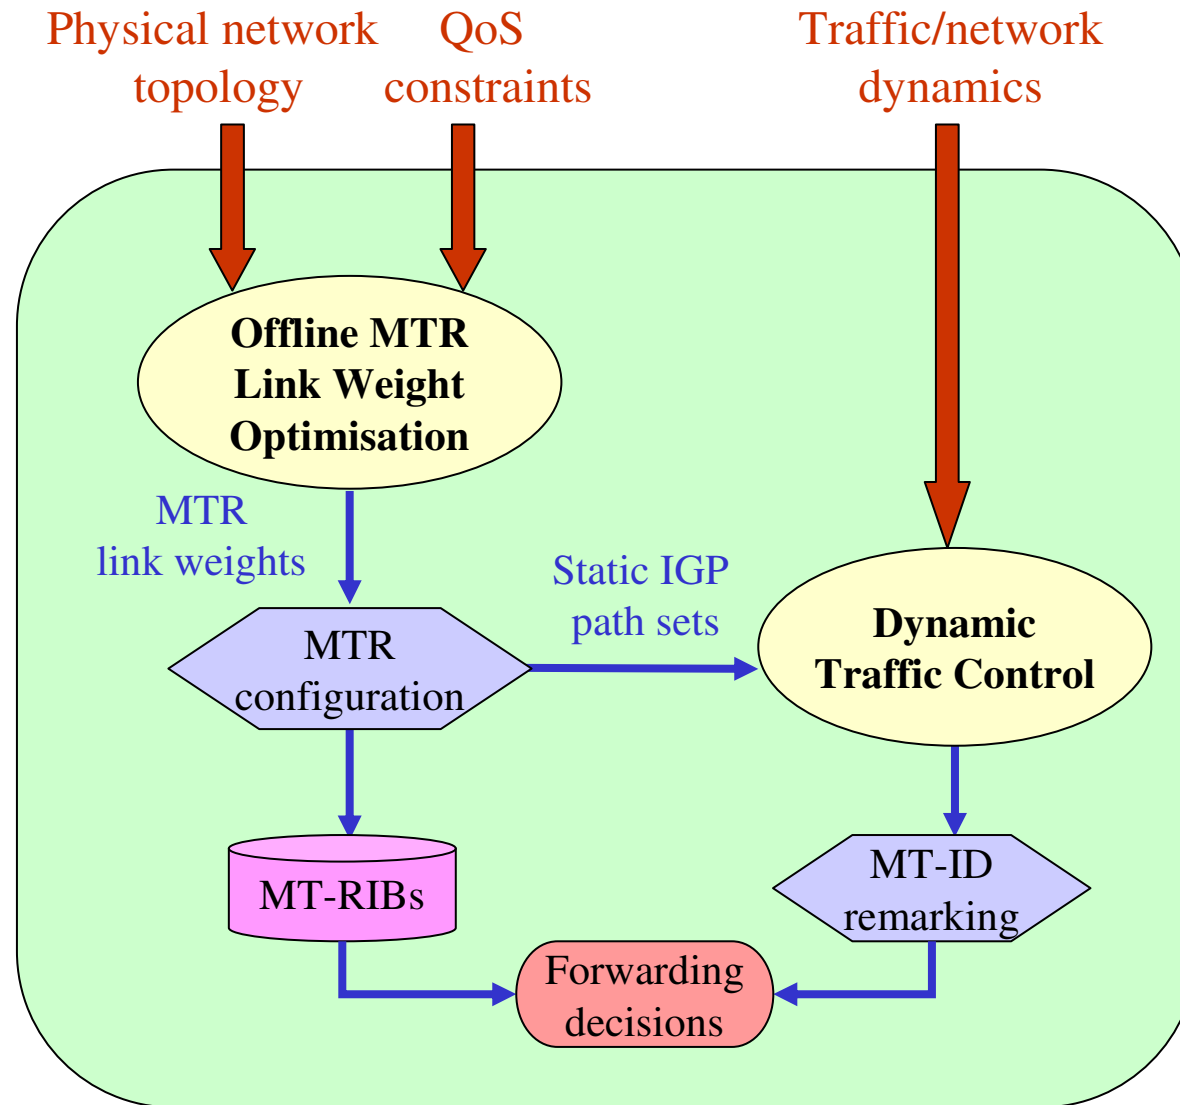 Physical network
topology
QoS
constraints
Traffic/network
dynamics
Offline MTR
Link Weight
Optimisation
MTR
link weights
Static IGP
path sets
Dynamic
Traffic Control
MTR
configuration
MT-RIBs
MT-ID
remarking
Forwarding
decisions